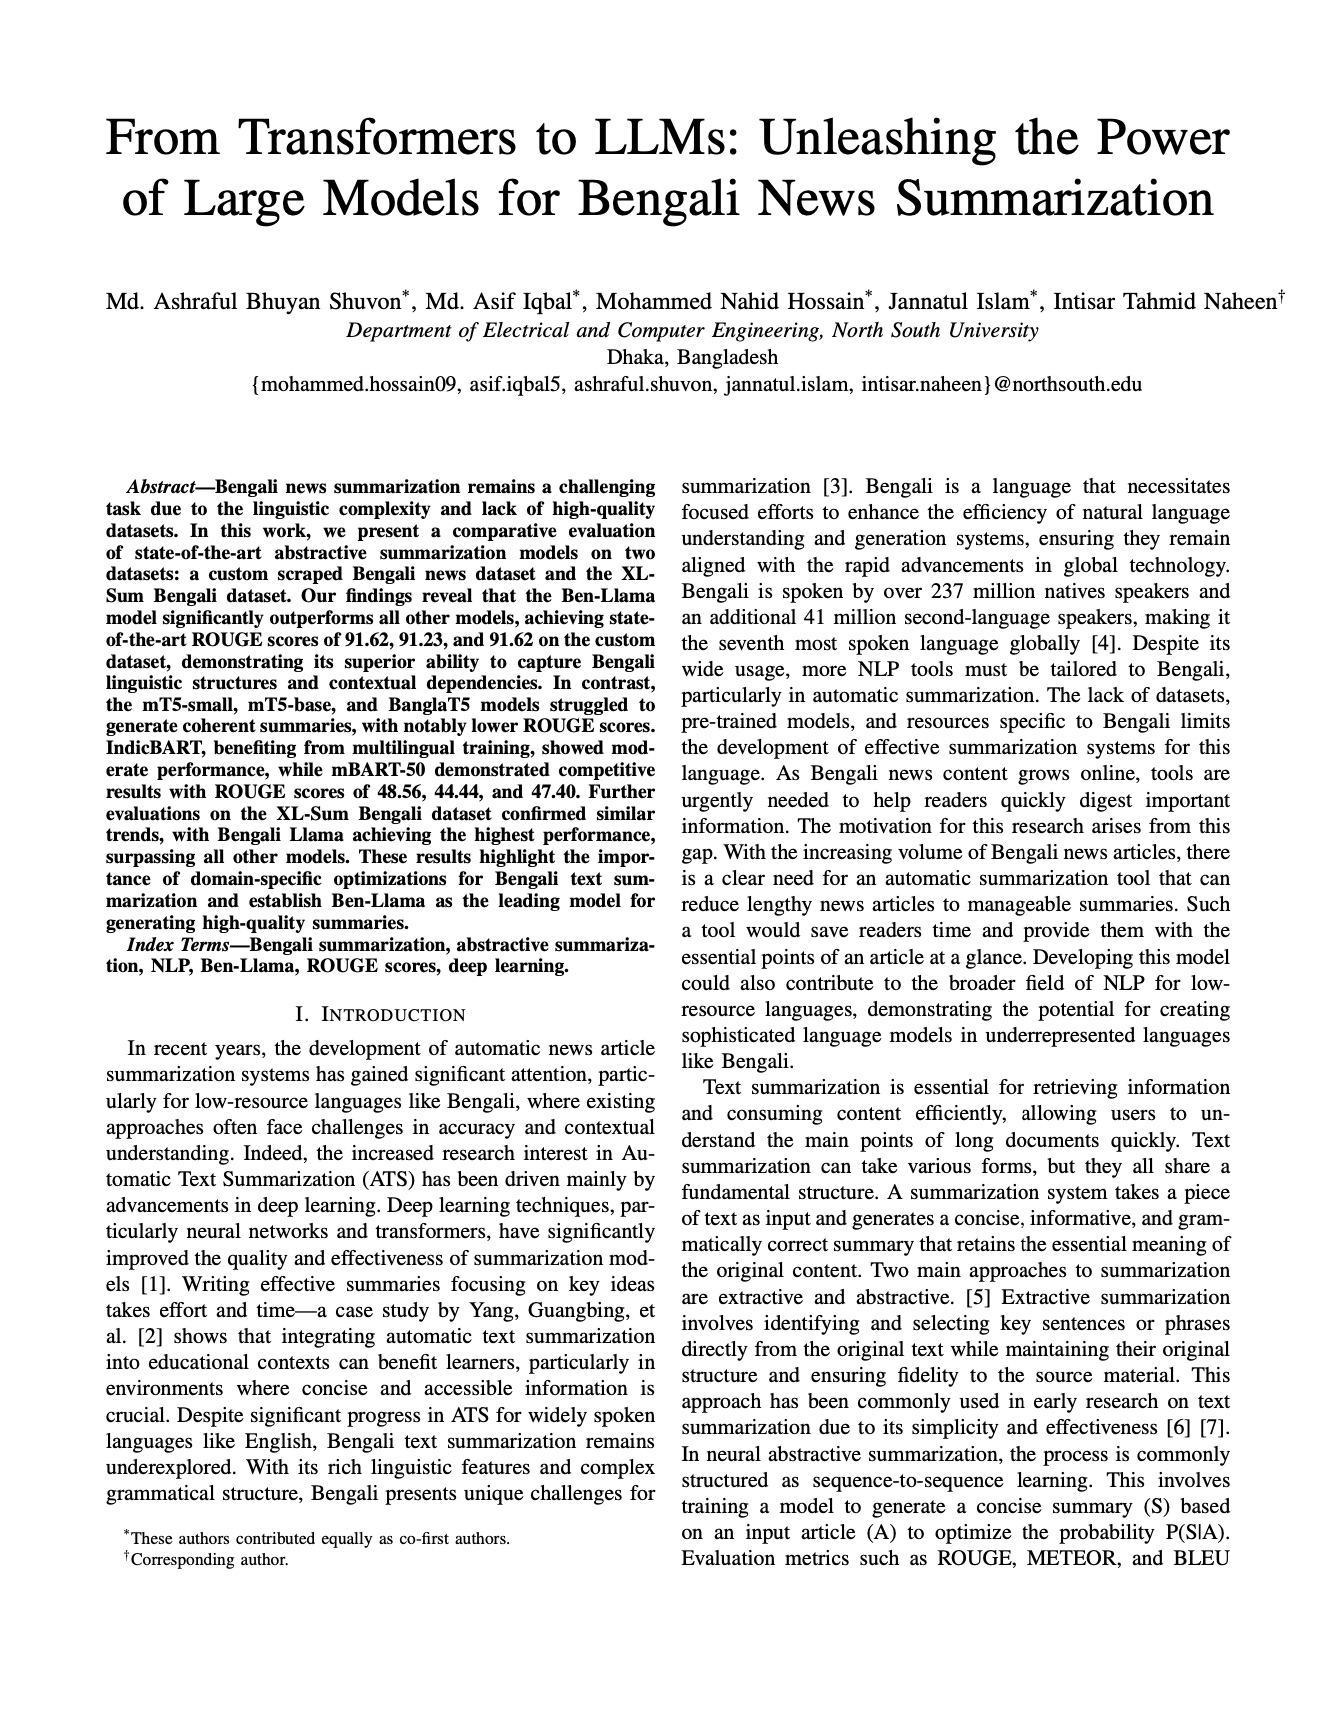 From Transformers to LLMs: Unleashing the Power
of Large Models for Bengali News Summarization
Md. Ashraful Bhuyan Shuvon*, Md. Asif Iqbal*, Mohammed Nahid Hossain*, Jannatul Islam*, Intisar Tahmid Naheen†
Department of Electrical and Computer Engineering, North South University
Dhaka, Bangladesh
{mohammed.hossain09, asif.iqbal5, ashraful.shuvon, jannatul.islam, intisar.naheen}@northsouth.edu
Abstract—Bengali news summarization remains a challenging
task due to the linguistic complexity and lack of high-quality
datasets. In this work, we present a comparative evaluation
of state-of-the-art abstractive summarization models on two
datasets: a custom scraped Bengali news dataset and the XL-
Sum Bengali dataset. Our findings reveal that the Ben-Llama
model significantly outperforms all other models, achieving state-
of-the-art ROUGE scores of 91.62, 91.23, and 91.62 on the custom
dataset, demonstrating its superior ability to capture Bengali
linguistic structures and contextual dependencies. In contrast,
the mT5-small, mT5-base, and BanglaT5 models struggled to
generate coherent summaries, with notably lower ROUGE scores.
IndicBART, benefiting from multilingual training, showed mod-
erate performance, while mBART-50 demonstrated competitive
results with ROUGE scores of 48.56, 44.44, and 47.40. Further
evaluations on the XL-Sum Bengali dataset confirmed similar
trends, with Bengali Llama achieving the highest performance,
surpassing all other models. These results highlight the impor-
tance of domain-specific optimizations for Bengali text sum-
marization and establish Ben-Llama as the leading model for
generating high-quality summaries.
Index Terms—Bengali summarization, abstractive summariza-
tion, NLP, Ben-Llama, ROUGE scores, deep learning.
I. INTRODUCTION
In recent years, the development of automatic news article
summarization systems has gained significant attention, partic-
ularly for low-resource languages like Bengali, where existing
approaches often face challenges in accuracy and contextual
understanding. Indeed, the increased research interest in Au-
tomatic Text Summarization (ATS) has been driven mainly by
advancements in deep learning. Deep learning techniques, par-
ticularly neural networks and transformers, have significantly
improved the quality and effectiveness of summarization mod-
els [1]. Writing effective summaries focusing on key ideas
takes effort and time—a case study by Yang, Guangbing, et
al. [2] shows that integrating automatic text summarization
into educational contexts can benefit learners, particularly in
environments where concise and accessible information is
crucial. Despite significant progress in ATS for widely spoken
languages like English, Bengali text summarization remains
underexplored. With its rich linguistic features and complex
grammatical structure, Bengali presents unique challenges for
*These authors contributed equally as co-first authors.
†Corresponding author.
summarization [3]. Bengali is a language that necessitates
focused efforts to enhance the efficiency of natural language
understanding and generation systems, ensuring they remain
aligned with the rapid advancements in global technology.
Bengali is spoken by over 237 million natives speakers and
an additional 41 million second-language speakers, making it
the seventh most spoken language globally [4]. Despite its
wide usage, more NLP tools must be tailored to Bengali,
particularly in automatic summarization. The lack of datasets,
pre-trained models, and resources specific to Bengali limits
the development of effective summarization systems for this
language. As Bengali news content grows online, tools are
urgently needed to help readers quickly digest important
information. The motivation for this research arises from this
gap. With the increasing volume of Bengali news articles, there
is a clear need for an automatic summarization tool that can
reduce lengthy news articles to manageable summaries. Such
a tool would save readers time and provide them with the
essential points of an article at a glance. Developing this model
could also contribute to the broader field of NLP for low-
resource languages, demonstrating the potential for creating
sophisticated language models in underrepresented languages
like Bengali.
Text summarization is essential for retrieving information
and consuming content efficiently, allowing users to un-
derstand the main points of long documents quickly. Text
summarization can take various forms, but they all share a
fundamental structure. A summarization system takes a piece
of text as input and generates a concise, informative, and gram-
matically correct summary that retains the essential meaning of
the original content. Two main approaches to summarization
are extractive and abstractive. [5] Extractive summarization
involves identifying and selecting key sentences or phrases
directly from the original text while maintaining their original
structure and ensuring fidelity to the source material. This
approach has been commonly used in early research on text
summarization due to its simplicity and effectiveness [6] [7].
In neural abstractive summarization, the process is commonly
structured as sequence-to-sequence learning. This involves
training a model to generate a concise summary (S) based
on an input article (A) to optimize the probability P(S|A).
Evaluation metrics such as ROUGE, METEOR, and BLEU